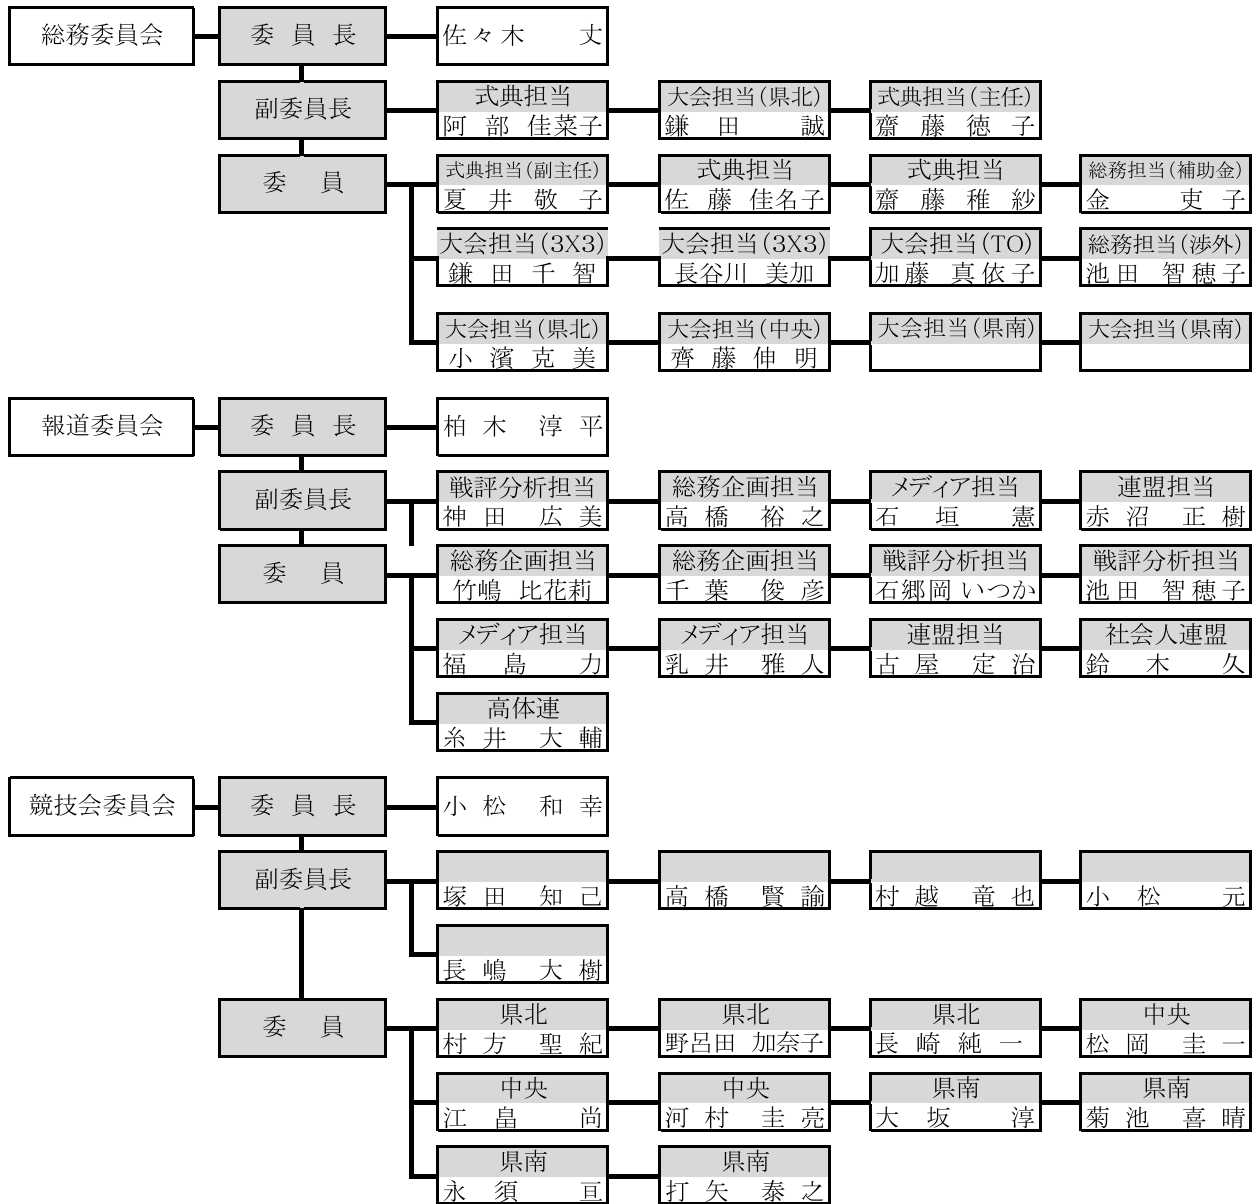 総務委員会 委員長 佐々木 丈
副委員長 式典担当 大会担当(県北) 式典担当(主任)
阿部 佳菜子 鎌田 誠 齋藤徳子
委員 式典担当(副主任) 式典担当 式典担当 総務担当(補助金)
夏井敬子 佐藤 佳名子 齋藤稚紗 金 吏子
大会担当(3X3) 大会担当(3X3) 大会担当(TO) 総務担当(渉外)
鎌田千智 長谷川 美加 加藤 真依子 池田 智穂子
大会担当(県北) 大会担当(中央) 大会担当(県南) 大会担当(県南)
小濱克美 齊藤伸明
報道委員会 委員長 柏木 淳平
副委員長 戦評分析担当 総務企画担当 メディア担当 連盟担当
神田 広美 高橋 裕之 石垣 憲 赤沼 正樹
委員 総務企画担当 総務企画担当 戦評分析担当 戦評分析担当
竹嶋 比花莉 千葉 俊彦 石郷岡 いつか 池田 智穂子
メディア担当 メディア担当 連盟担当 社会人連盟
福島 力 乳井 雅人 古屋 定治 鈴木 久
高体連
糸井 大輔
競技会委員会 委員長 小松 和幸
副委員長
塚田 知己 高橋 賢諭 村越 竜也 小松 元
長嶋 大樹
委員 県北 県北 県北 中央
村方 聖紀 野呂田 加奈子 長崎純一 松岡 圭一
中央 中央 県南 県南
江畠 尚 河村 圭亮 大坂 淳 菊池 喜晴
県南 県南
永須 亘 打矢 泰之